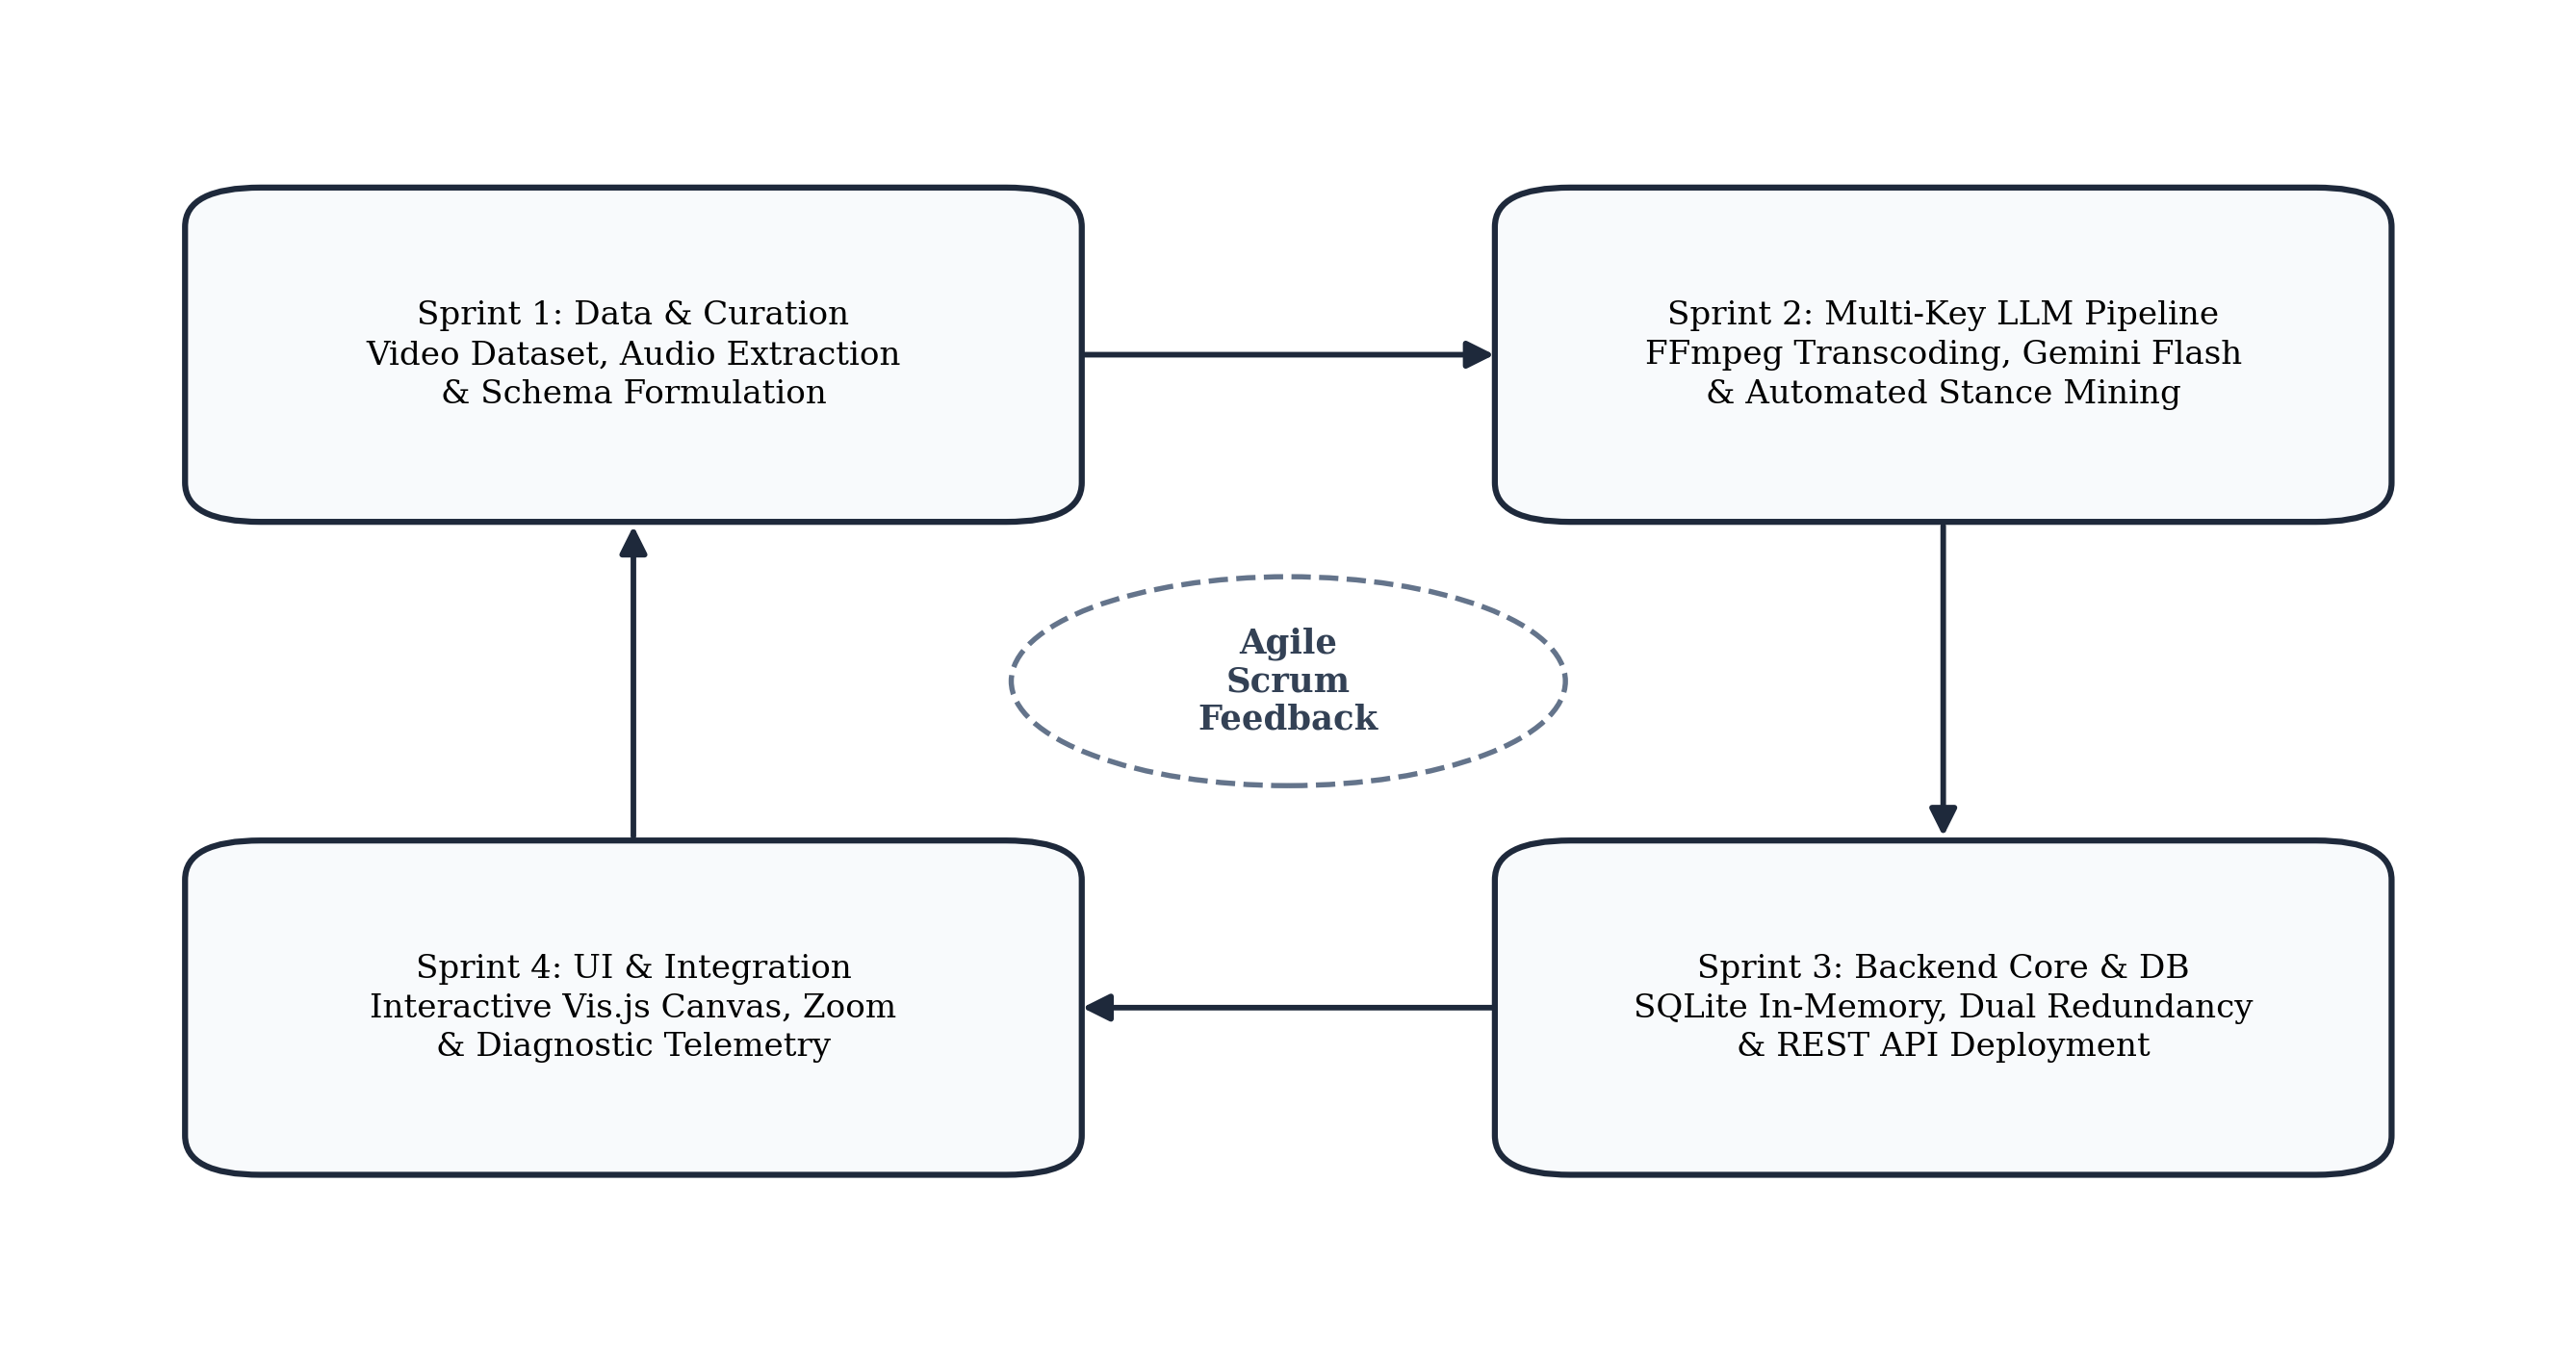 Sprint 1: Data & Curation
Video Dataset, Audio Extraction
& Schema Formulation
Sprint 2: Multi-Key LLM Pipeline
FFmpeg Transcoding, Gemini Flash
& Automated Stance Mining
Agile
Scrum
Feedback
Sprint 4: UI & Integration
Interactive Vis.js Canvas, Zoom
& Diagnostic Telemetry
Sprint 3: Backend Core & DB
SQLite In-Memory, Dual Redundancy
& REST API Deployment